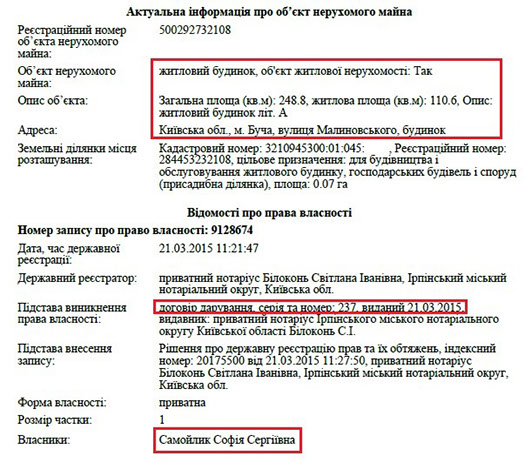 Актуальна інформація про об'єкт нерухомого майна
Реєстраційний номер об'єкта нерухомого майна: 500292732108
Об'єкт нерухомого майна: житловий будинок, об'єкт житлової нерухомості: Так
Опис об'єкта: Загальна площа (кв.м): 248.8, житлова площа (кв.м): 110.6, Опис: житловий будинок літ. А
Адреса: Київська обл., м. Буча, вулиця Малиновського, будинок
Земельні ділянки місця розташування: Кадастровий номер: 3210945300:01:045: , Реєстраційний номер: 284453232108, цільове призначення: для будівництва і обслуговування житлового будинку, господарських будівель і споруд (присадибна ділянка), площа: 0.07 га
Відомості про права власності
Номер запису про право власності: 9128674
Дата, час державної реєстрації: 21.03.2015 11:21:47
Державний реєстратор: приватний нотаріус Білоконь Світлана Іванівна, Ірпінський міський нотаріальний округ, Київська обл.
Підстава виникнення права власності: договір дарування, серія та номер: 237, виданий 21.03.2015, видавник: приватний нотаріус Ірпінського міського нотаріального округу Київської області Білоконь С.І.
Підстава внесення запису: Рішення про державну реєстрацію прав та їх обтяжень, індексний номер: 20175500 від 21.03.2015 11:27:50, приватний нотаріус Білоконь Світлана Іванівна, Ірпінський міський нотаріальний округ, Київська обл.
Форма власності: приватна
Розмір частки: 1
Власники: Самойлик Софія Сергіївна